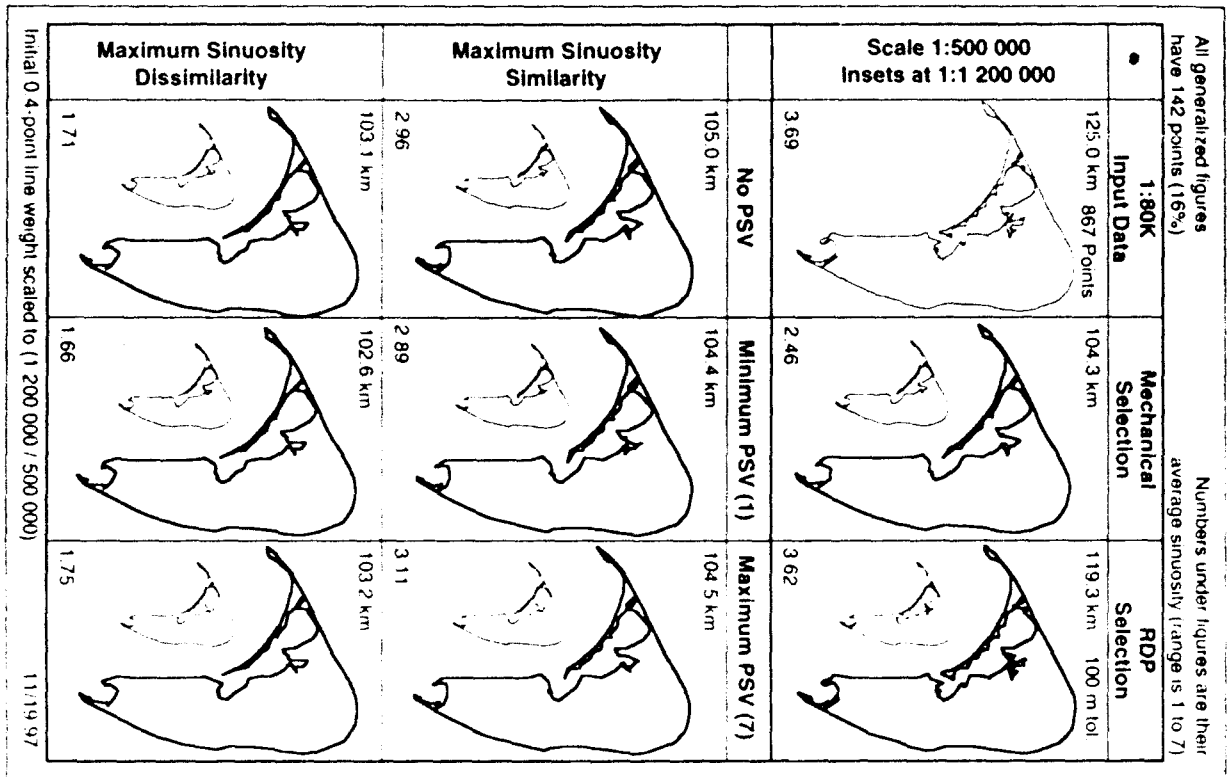 All generalized figures
have 142 points (16%)
Numbers under figures are their
average sinuosity (range is 1 to 7)
1:80K
Input Data
Mechanical
Selection
RDP
Selection
Scale 1:500 000
Insets at 1:1 200 000
125.0 km 867 Points
3.69
104.3 km
2.46
119.3 km 100 m tol.
3.62
No PSV
Minimum PSV (1)
Maximum PSV (7)
Maximum Sinuosity
Similarity
105.0 km
2.96
104.4 km
2.89
104.5 km
3.11
Maximum Sinuosity
Dissimilarity
103.1 km
1.71
102.6 km
1.66
103.2 km
1.75
Initial 0.4-point line weight scaled to (1 200 000 / 500 000)
11/19/97